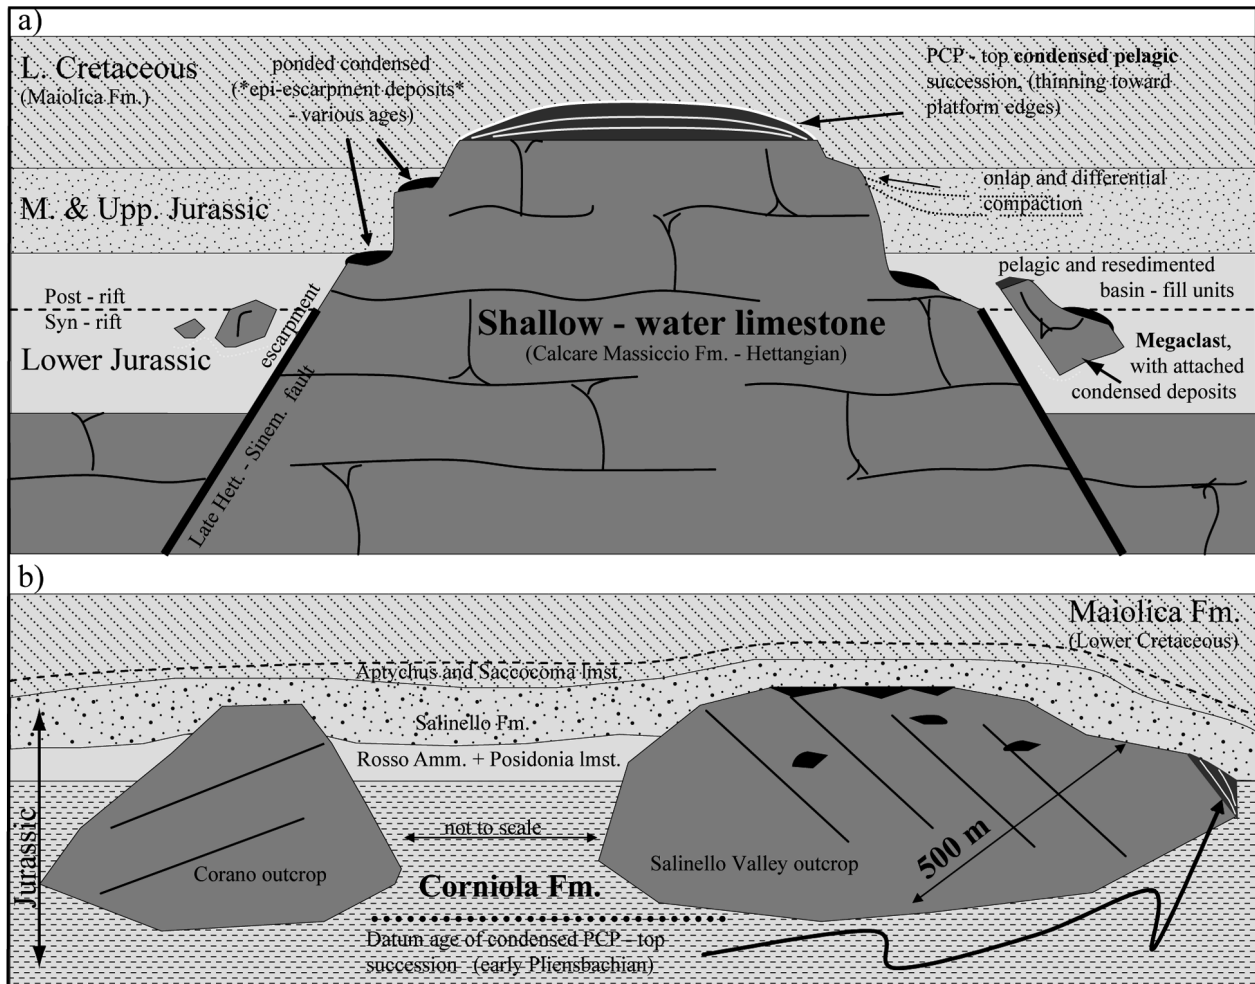 a)
L. Cretaceous
(Maiolica Fm.)
ponded condensed
(*epi-escarpment deposits*
- various ages)
PCP - top condensed pelagic
succession, (thinning toward
platform edges)
M. & Upp. Jurassic
onlap and differential
compaction
Post - rift
Syn - rift
Lower Jurassic
escarpment
Late Hett. - Sinem. fault
Shallow - water limestone
(Calcare Massiccio Fm. - Hettangian)
pelagic and resedimented
basin - fill units
Megaclast,
with attached
condensed deposits
b)
Maiolica Fm.
(Lower Cretaceous)
Aptychus and Saccocoma lmst.
Salinello Fm.
Rosso Amm. + Posidonia lmst.
Jurassic
not to scale
Corano outcrop
Salinello Valley outcrop
500 m
Corniola Fm.
Datum age of condensed PCP - top
succession (early Pliensbachian)